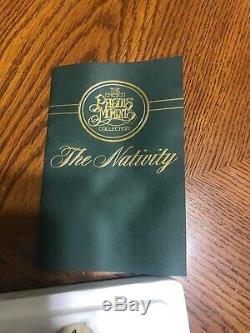 THE
ENESCO
PRECIOUS
MOMENTS
COLLECTION
The Nativity